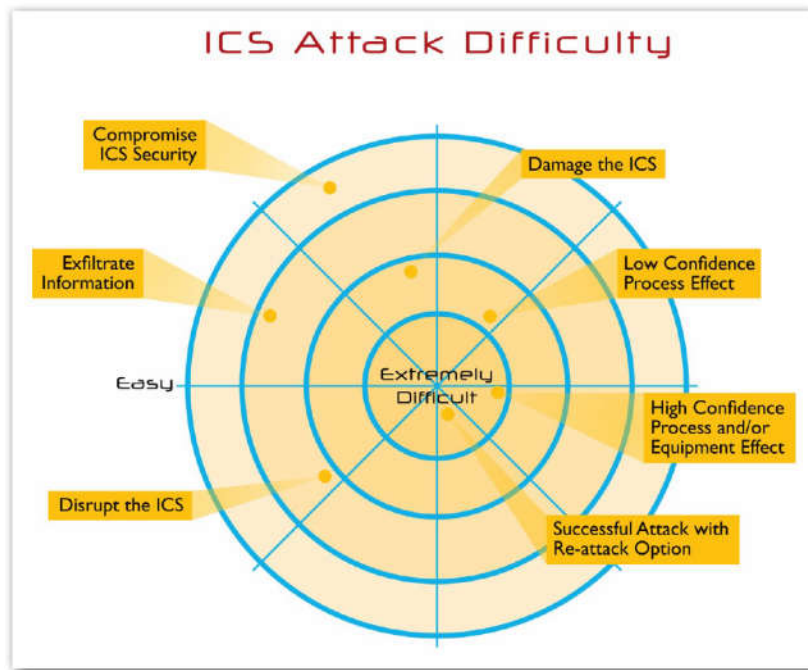 ICS Attack Difficulty
Compromise
ICS Security
Damage the ICS
Exfiltrate
Information
Low Confidence
Process Effect
Easy
Extremely
Difficult
High Confidence
Process and/or
Equipment Effect
Disrupt the ICS
Successful Attack with
Re-attack Option